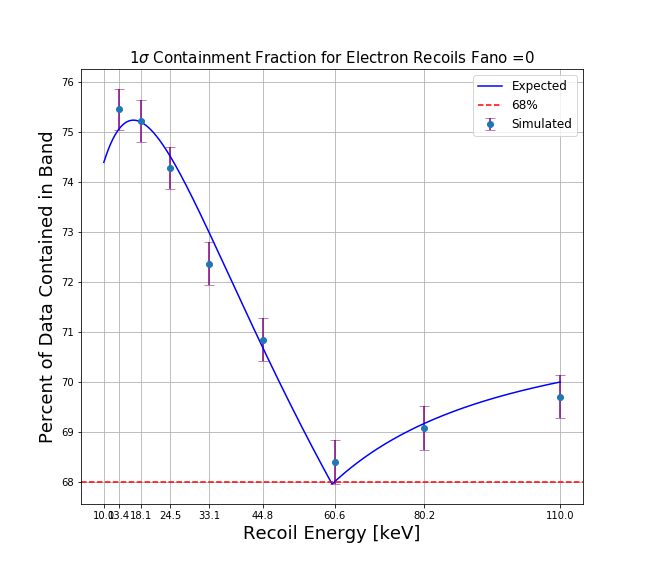 1σ Containment Fraction for Electron Recoils Fano =0
Expected
68%
Simulated
Percent of Data Contained in Band
76
75
74
73
72
71
70
69
68
10.0 13.4 18.1 24.5 33.1 44.8 60.6 80.2 110.0
Recoil Energy [keV]